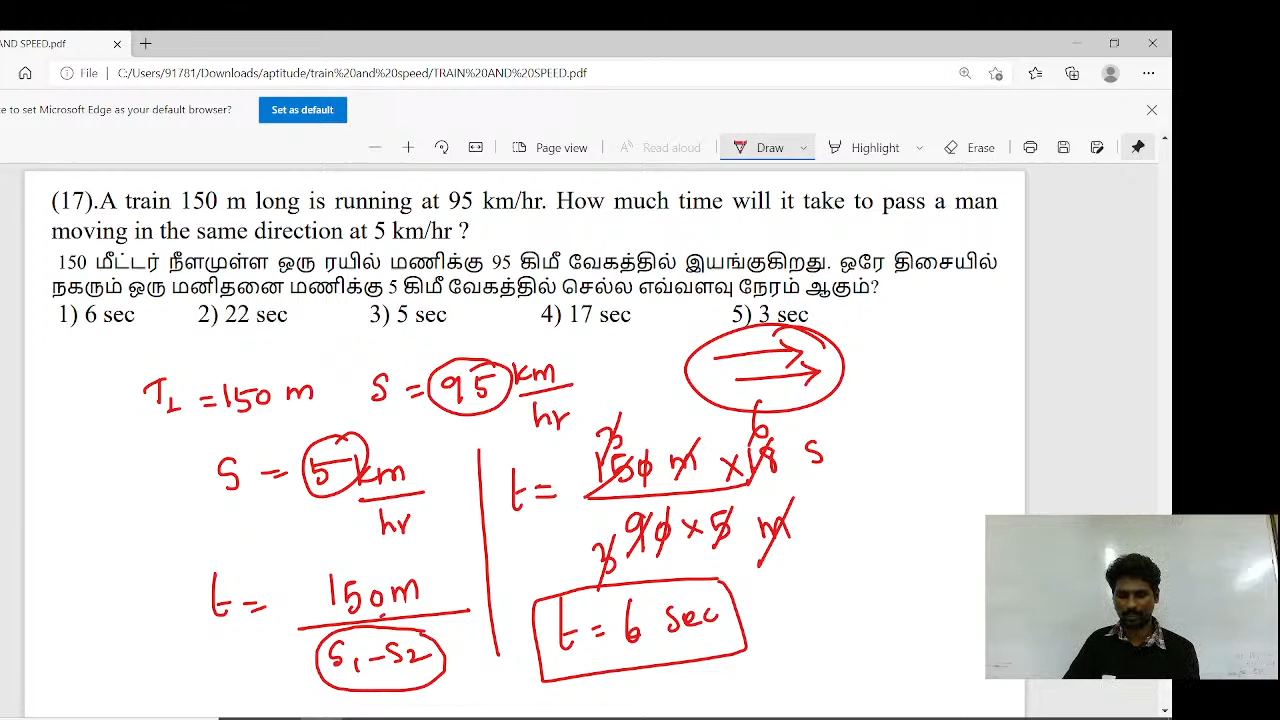 AND SPEED.pdf
File C:/Users/91781/Downloads/aptitude/train%20and%20speed/TRAIN%20AND%20SPEED.pdf
e to set Microsoft Edge as your default browser? Set as default
Page view Read aloud Draw Highlight Erase
(17).A train 150 m long is running at 95 km/hr. How much time will it take to pass a man
moving in the same direction at 5 km/hr ?
150 மீட்டர் நீளமுள்ள ஒரு ரயில் மணிக்கு 95 கிமீ வேகத்தில் இயங்குகிறது. ஒரே திசையில்
நகரும் ஒரு மனிதனை மணிக்கு 5 கிமீ வேகத்தில் செல்ல எவ்வளவு நேரம் ஆகும்?
1) 6 sec 2) 22 sec 3) 5 sec 4) 17 sec 5) 3 sec
T_L = 150 m S = 95 km/hr
S = 5 km/hr
t = 150m / S₁-S₂
t = 150 m × 18 s / 90 × 5 m
t = 6 sec